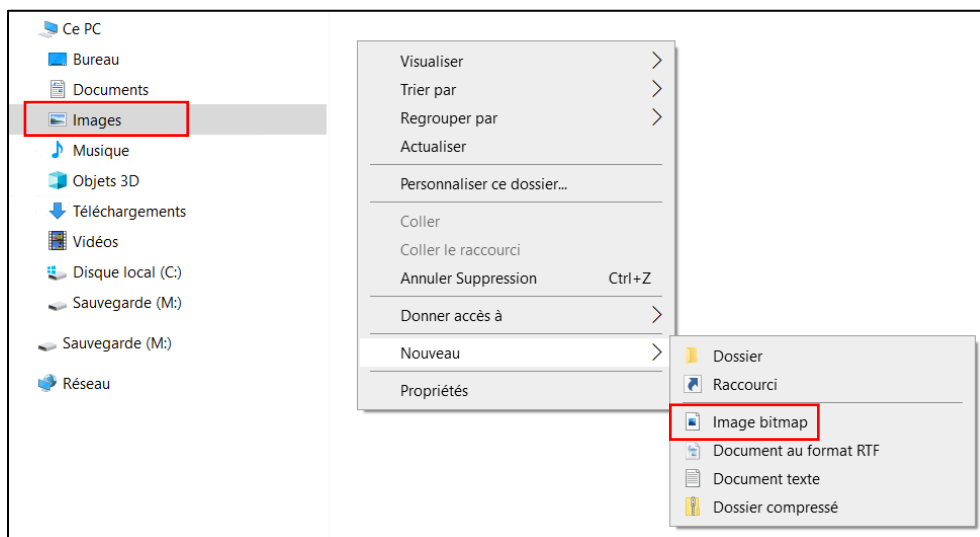 Ce PC
Bureau
Documents
Images
Musique
Objets 3D
Téléchargements
Vidéos
Disque local (C:)
Sauvegarde (M:)
Sauvegarde (M:)
Réseau
Visualiser
Trier par
Regrouper par
Actualiser
Personnaliser ce dossier...
Coller
Coller le raccourci
Annuler Suppression Ctrl+Z
Donner accès à
Nouveau
Propriétés
Dossier
Raccourci
Image bitmap
Document au format RTF
Document texte
Dossier compressé